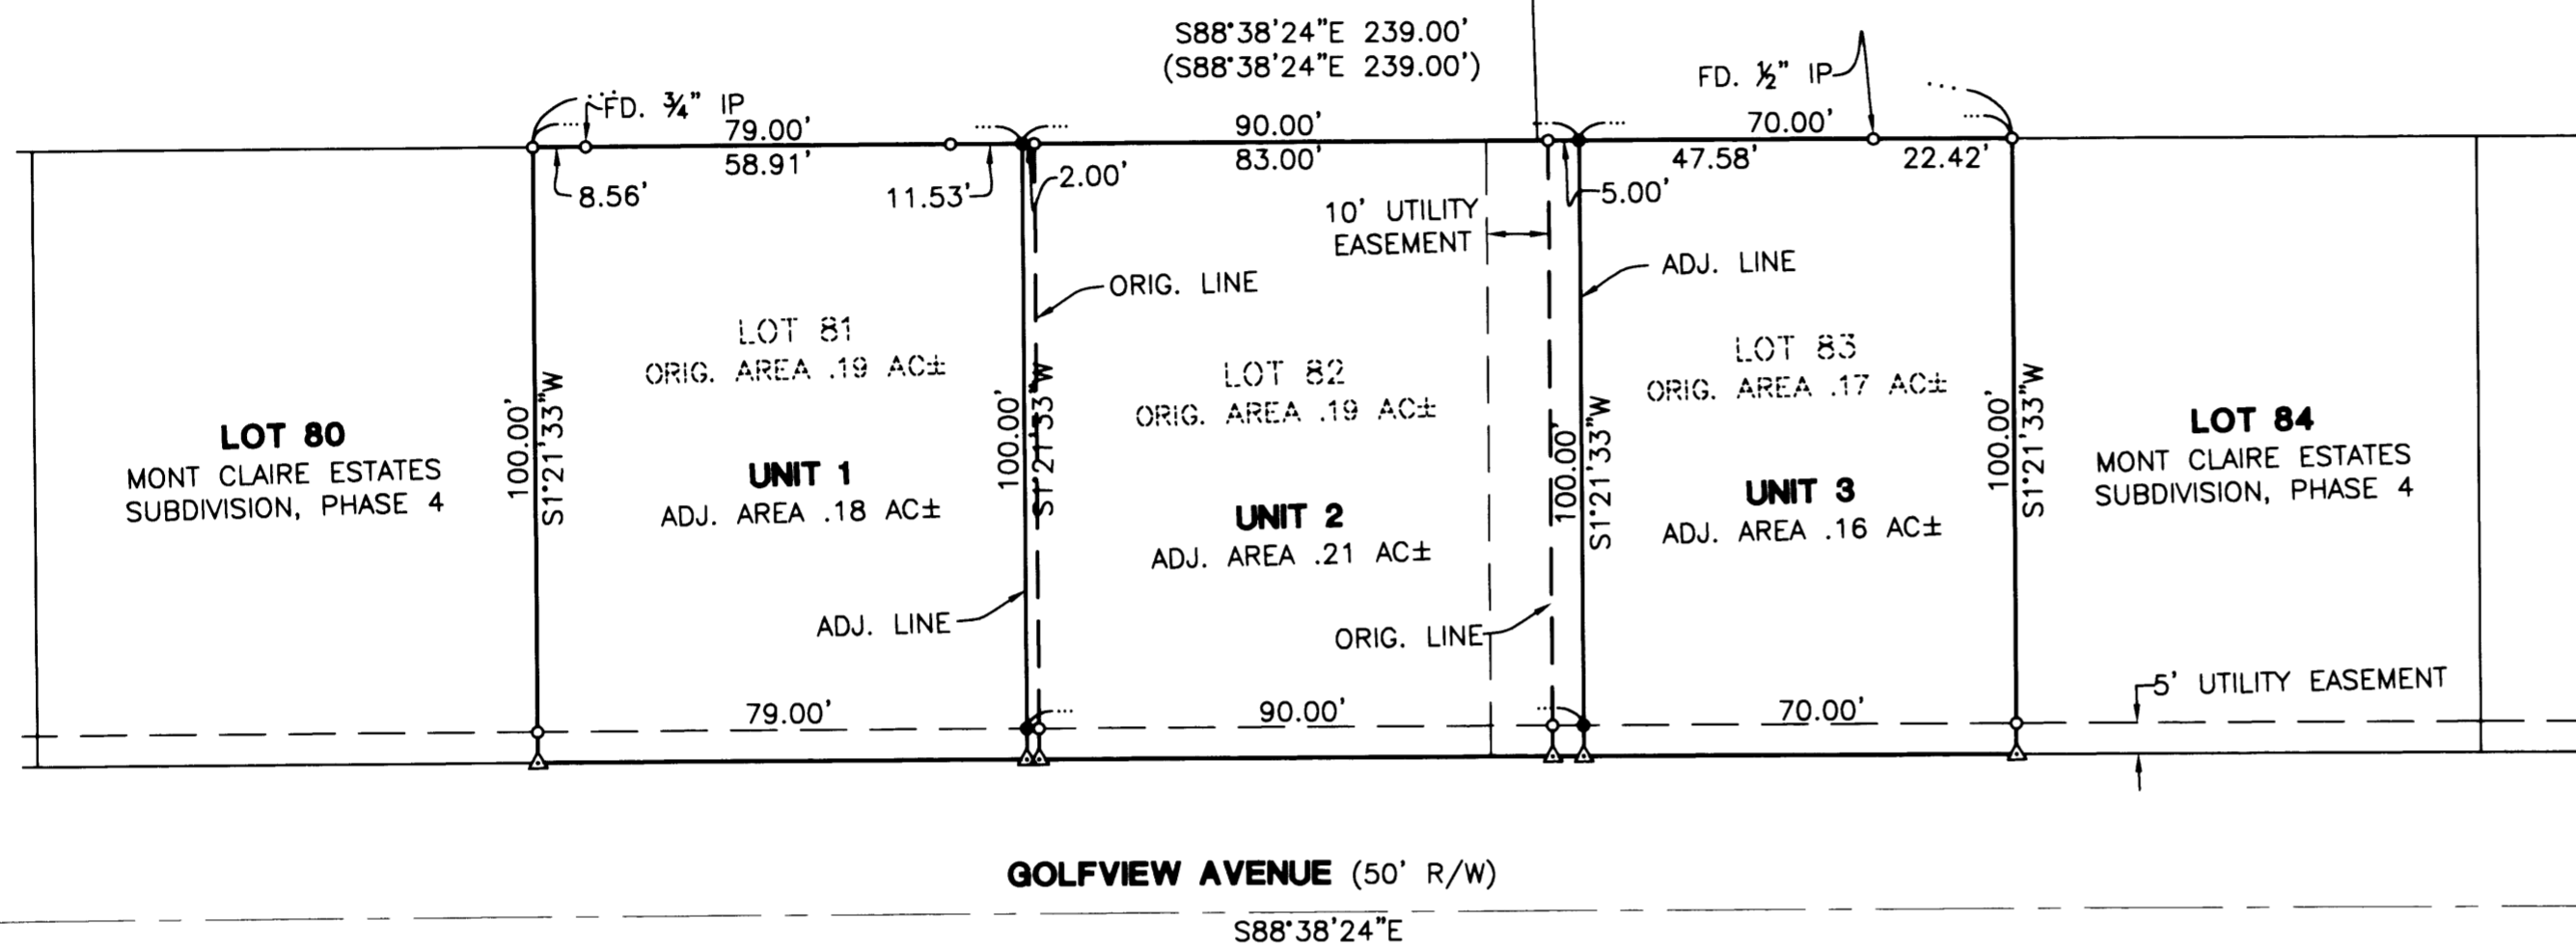 S88°38'24"E 239.00'
(S88°38'24"E 239.00')
FD. ¾" IP
79.00'
58.91'
8.56'
11.53'
2.00'
90.00'
83.00'
5.00'
FD. ½" IP
70.00'
47.58'
22.42'
10' UTILITY
EASEMENT
ORIG. LINE
ADJ. LINE
LOT 80
MONT CLAIRE ESTATES
SUBDIVISION, PHASE 4
100.00'
S1°21'33"W
LOT 81
ORIG. AREA .19 AC±
UNIT 1
ADJ. AREA .18 AC±
ADJ. LINE
100.00'
S1°21'33"W
LOT 82
ORIG. AREA .19 AC±
UNIT 2
ADJ. AREA .21 AC±
ORIG. LINE
100.00'
S1°21'33"W
LOT 83
ORIG. AREA .17 AC±
UNIT 3
ADJ. AREA .16 AC±
100.00'
S1°21'33"W
LOT 84
MONT CLAIRE ESTATES
SUBDIVISION, PHASE 4
5' UTILITY EASEMENT
79.00'
90.00'
70.00'
GOLFVIEW AVENUE (50' R/W)
S88°38'24"E